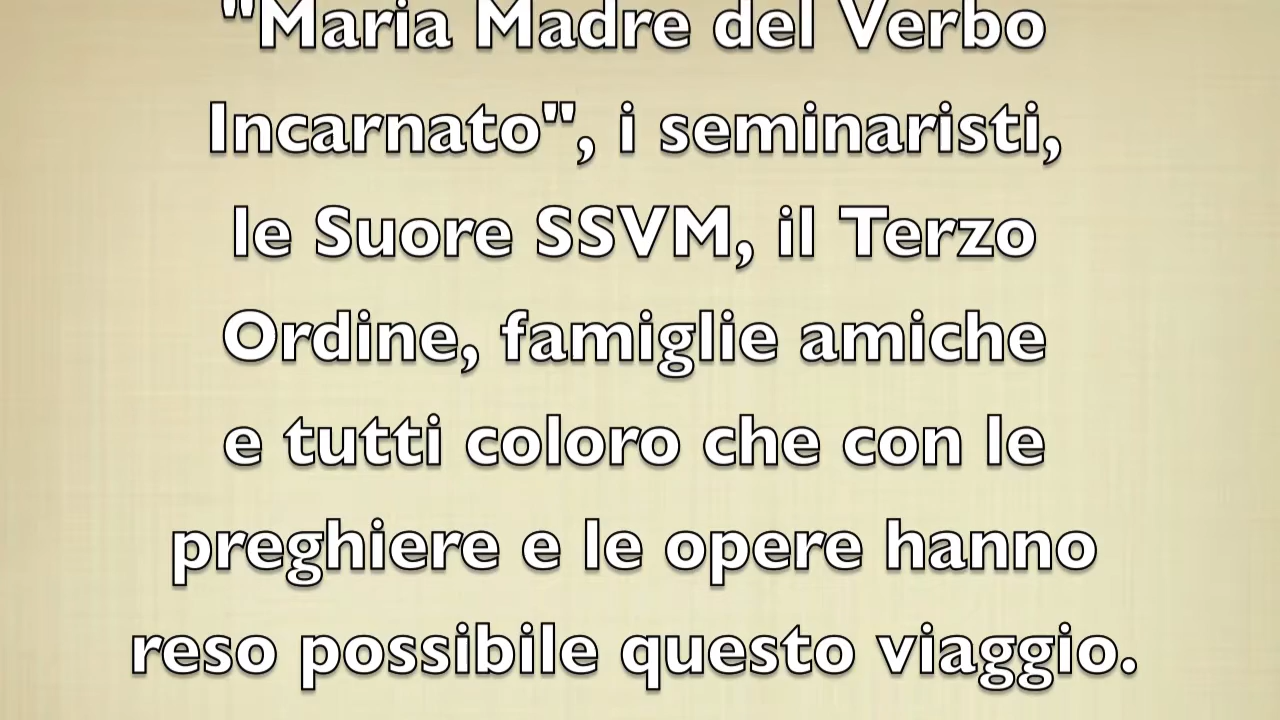 "Maria Madre del Verbo
Incarnato", i seminaristi,
le Suore SSVM, il Terzo
Ordine, famiglie amiche
e tutti coloro che con le
preghiere e le opere hanno
reso possibile questo viaggio.